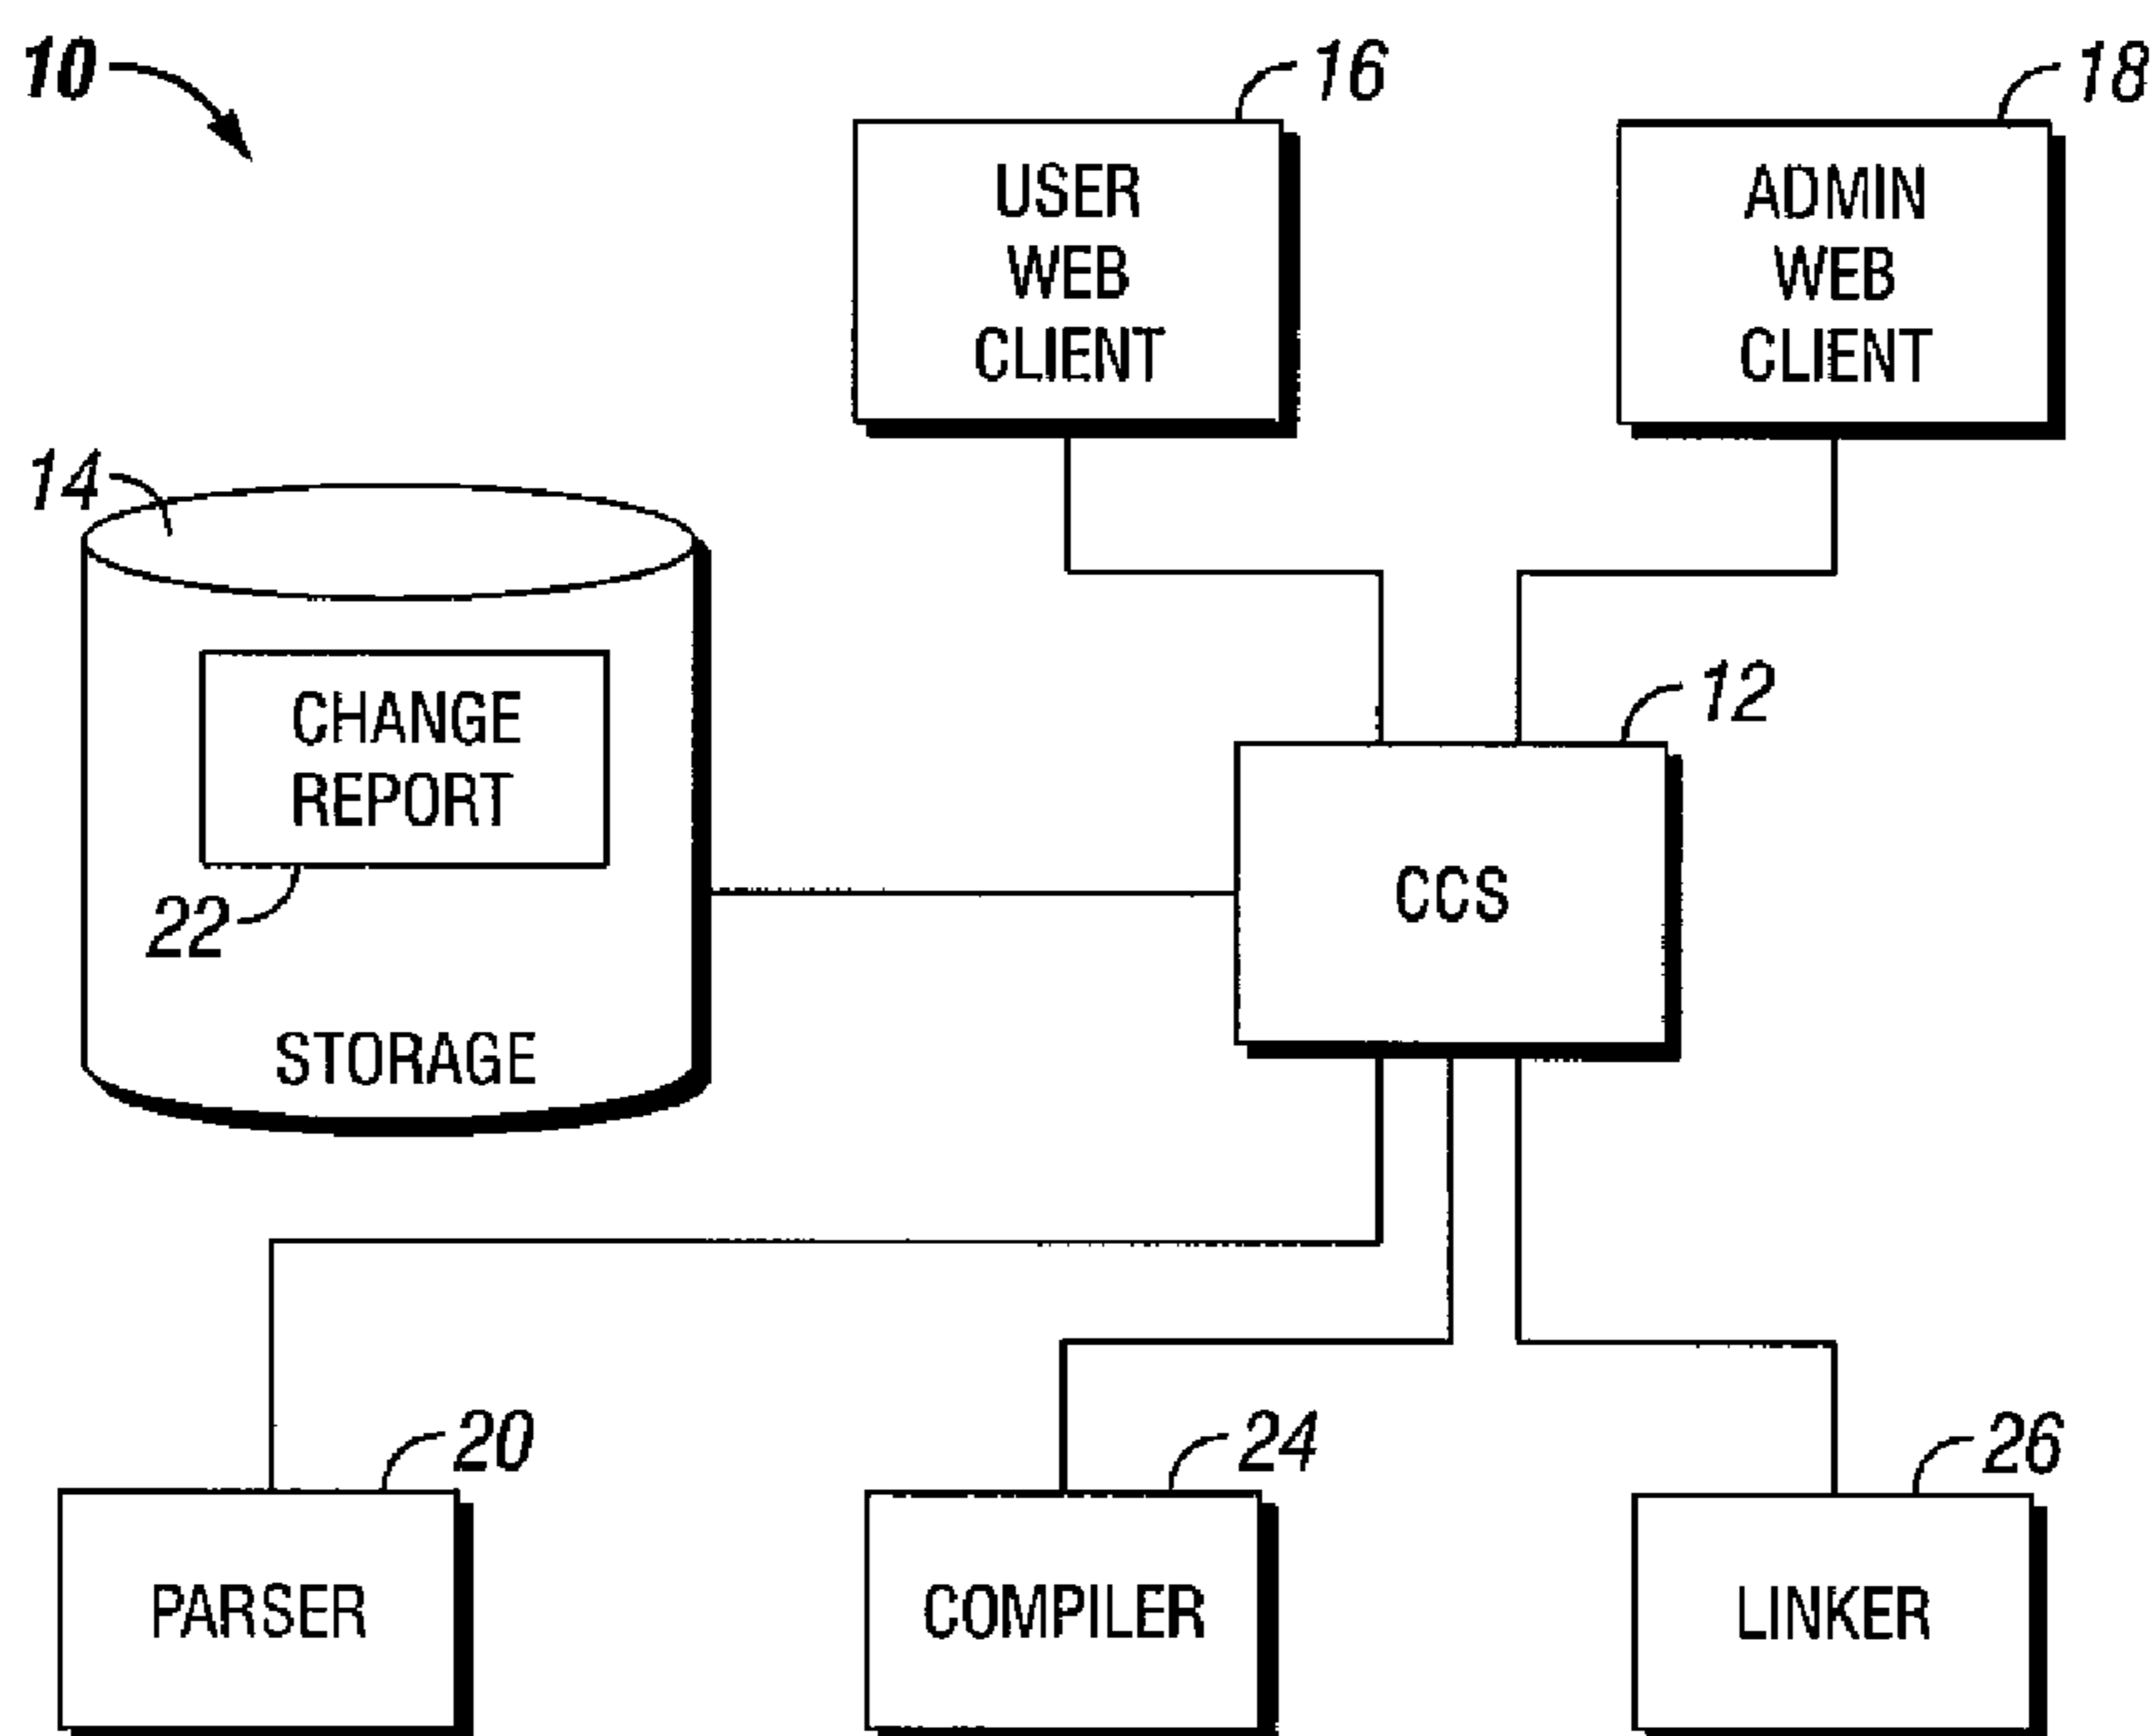 10
16
18
USER
WEB
CLIENT
ADMIN
WEB
CLIENT
14
CHANGE
REPORT
22
STORAGE
12
CCS
20
24
26
PARSER
COMPILER
LINKER